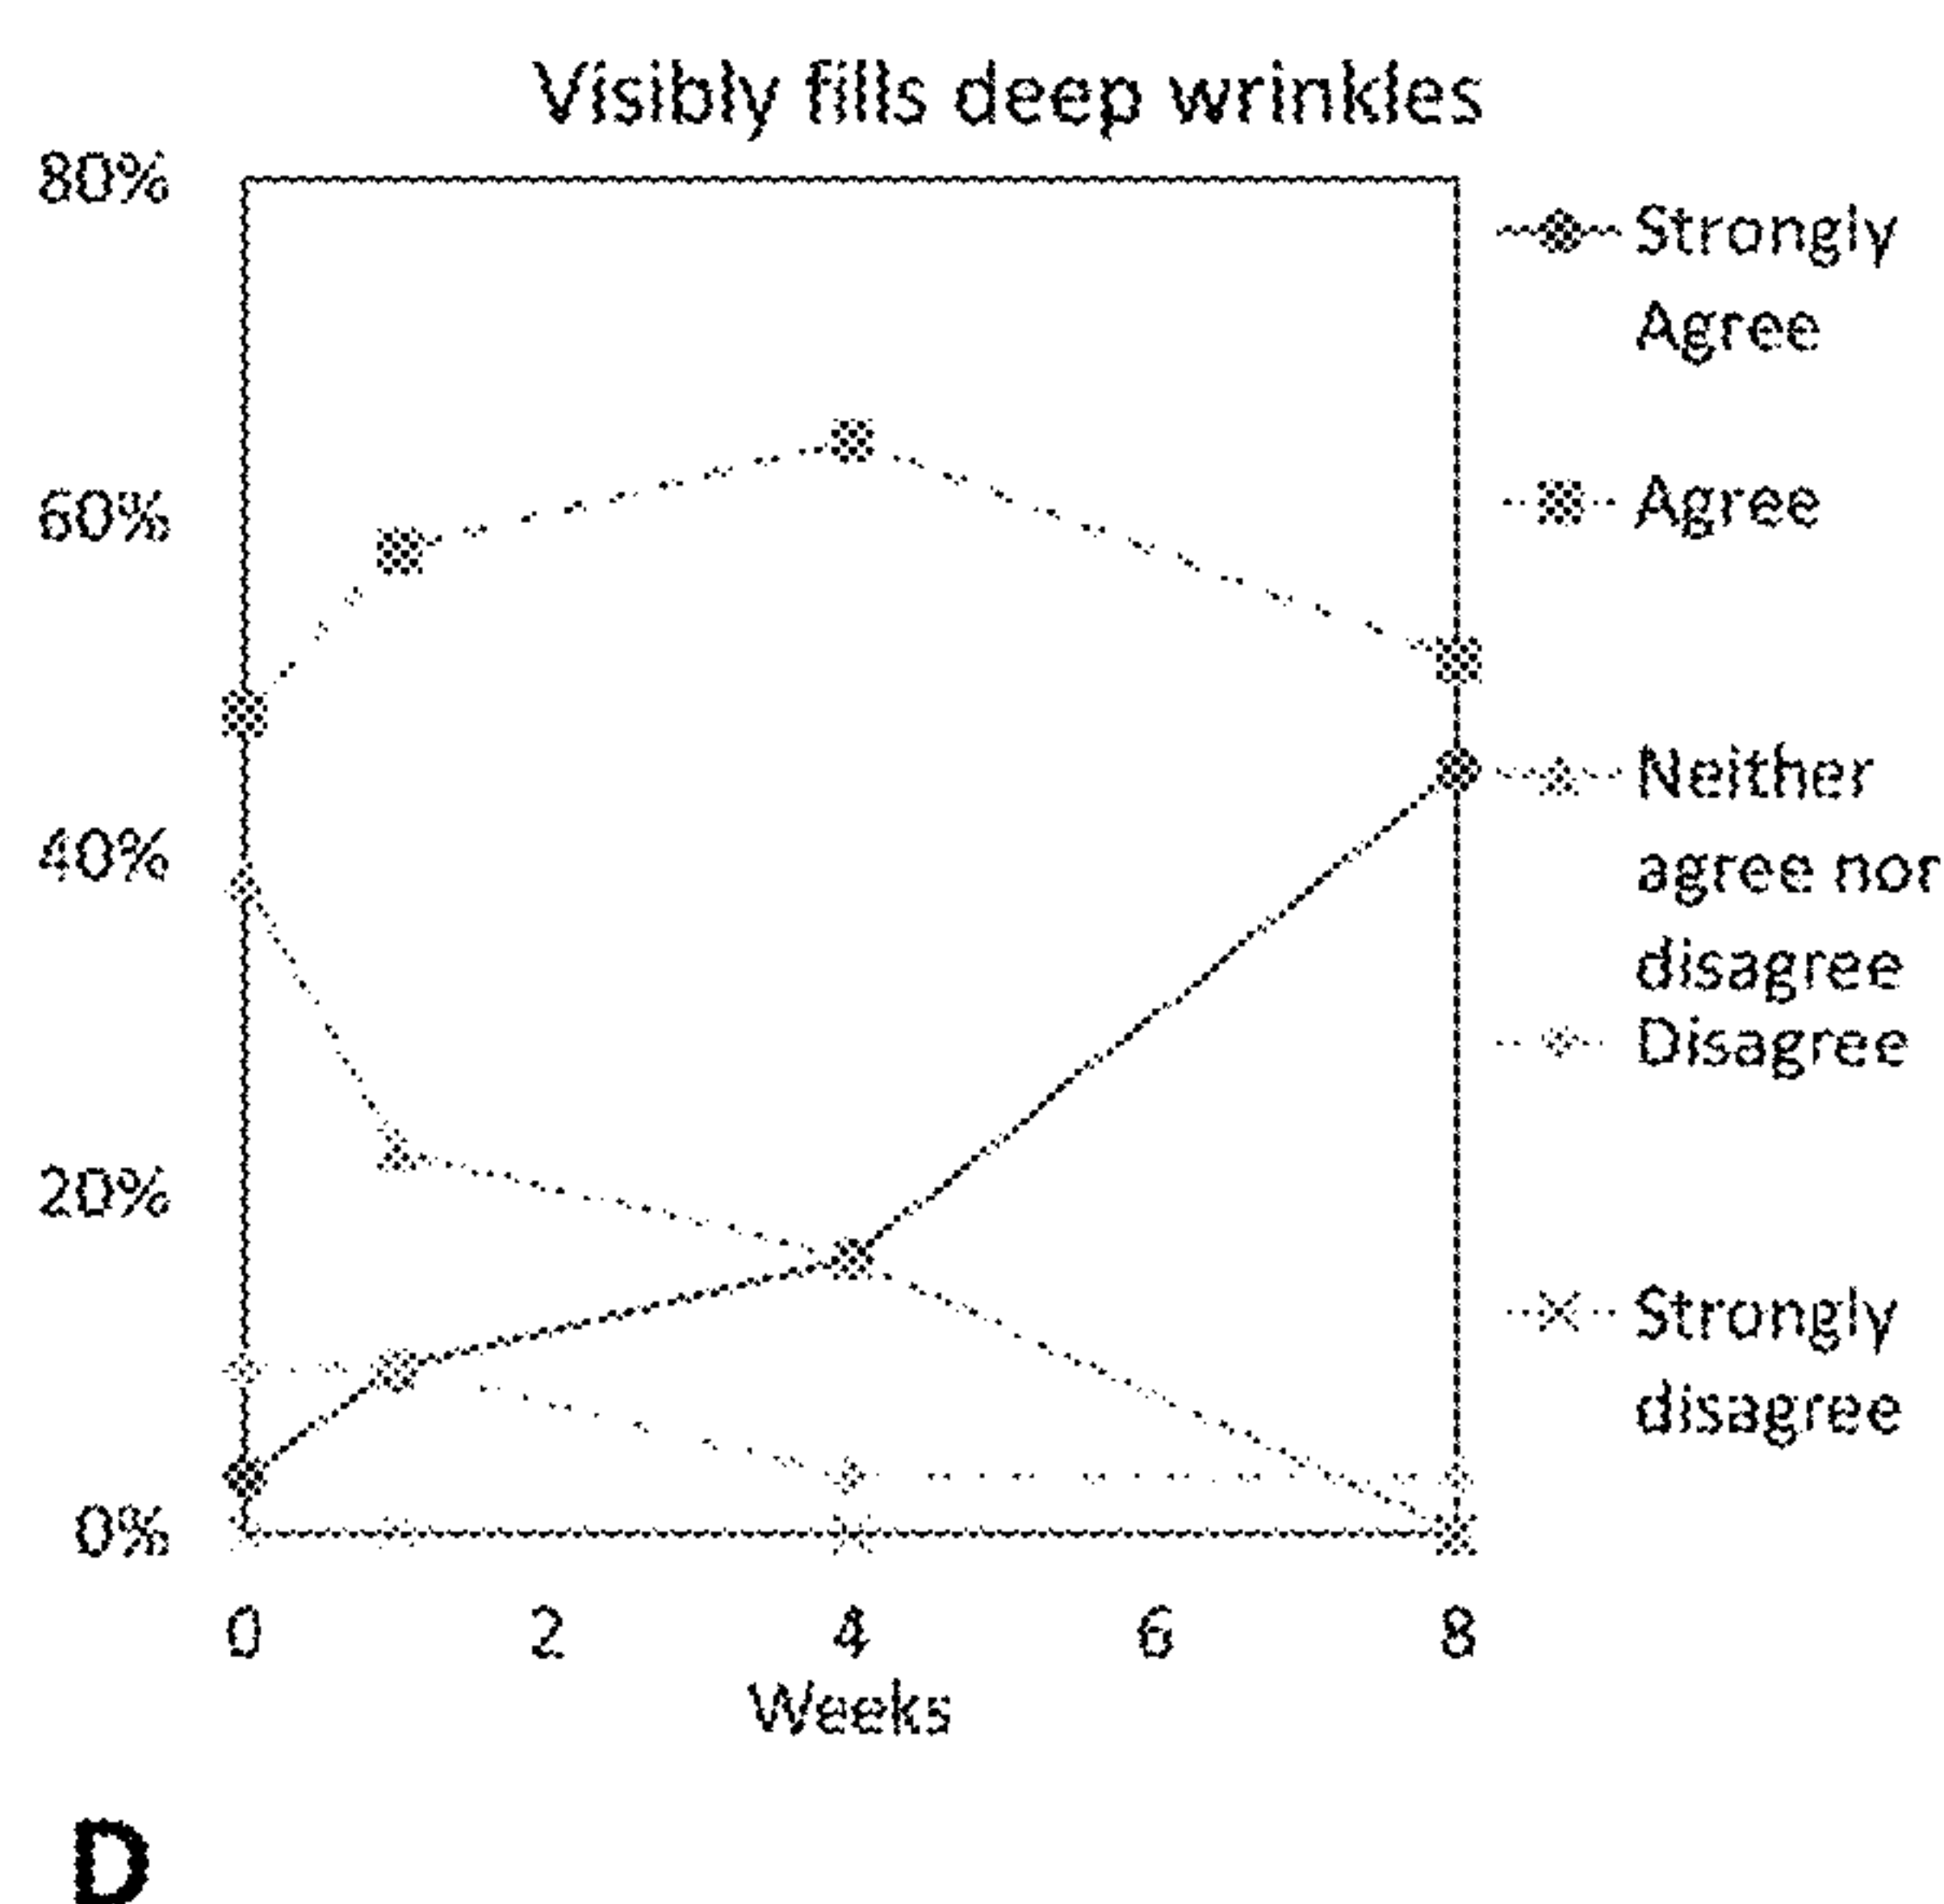 Visibly fills deep wrinkles
80%
60%
40%
20%
0%
0 2 4 6 8
Weeks
Strongly
Agree
Agree
Neither
agree nor
disagree
Disagree
Strongly
disagree
D